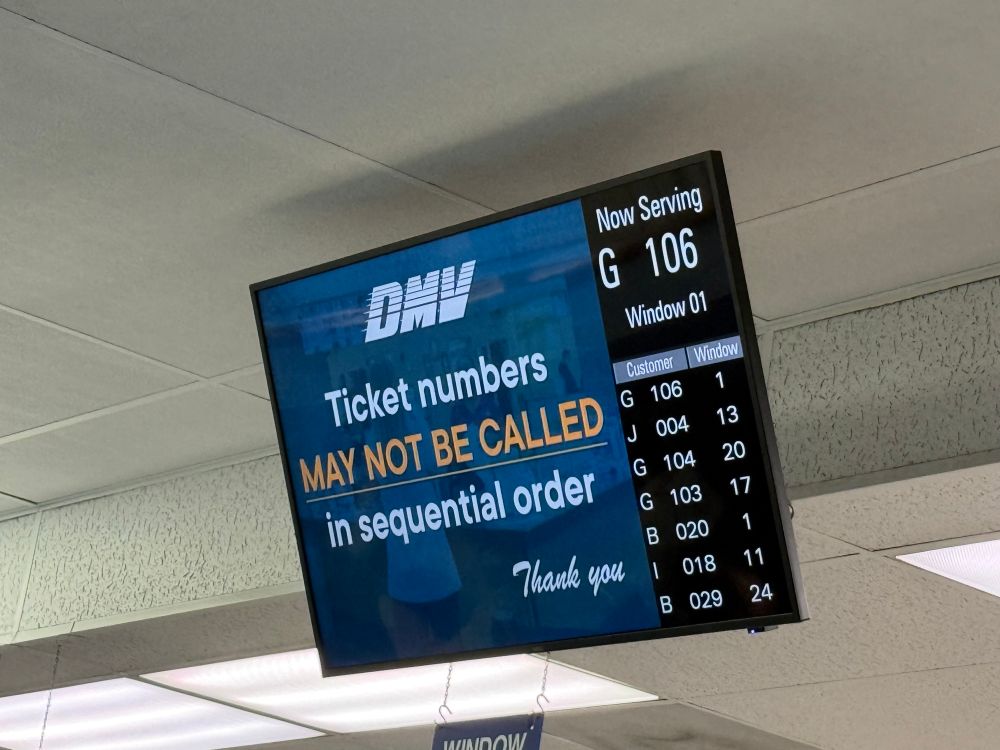 DMV
Ticket numbers
MAY NOT BE CALLED
in sequential order
Thank you
Now Serving
G 106
Window 01
Customer Window
G 106 1
J 004 13
G 104 20
G 103 17
B 020 1
I 018 11
B 029 24
WINDOW